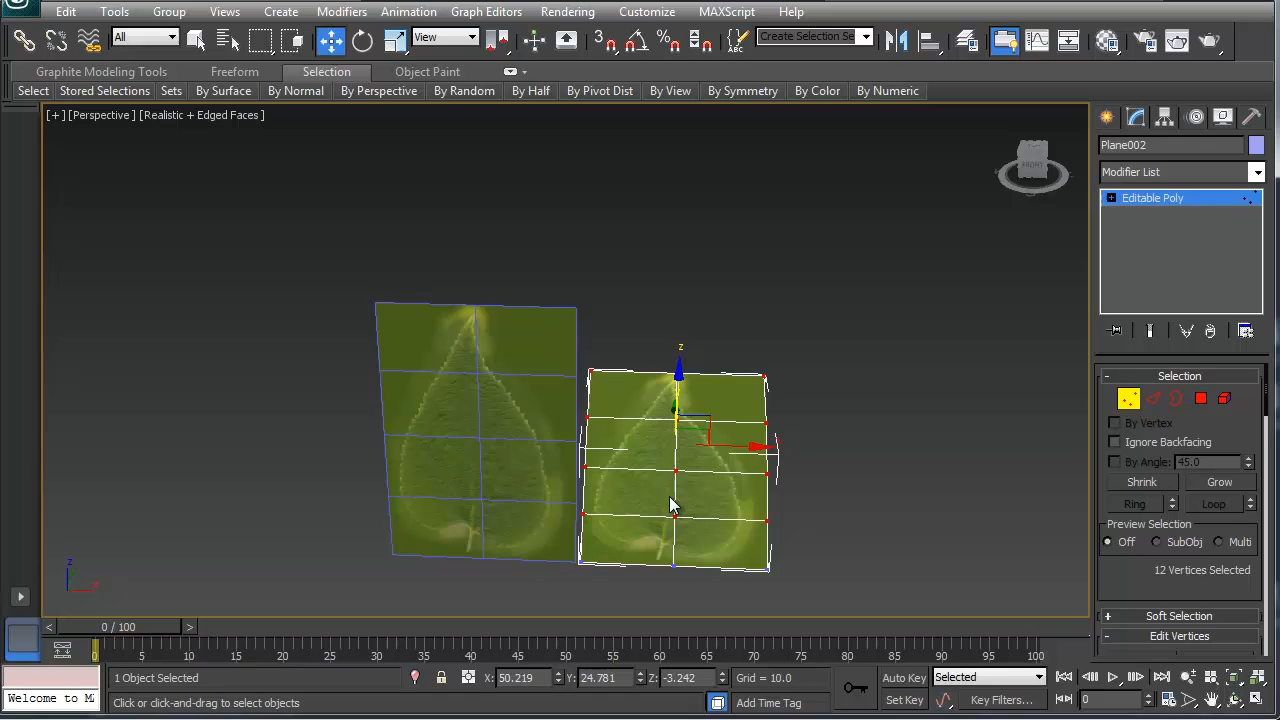 Edit Tools Group Views Create Modifiers Animation Graph Editors Rendering Customize MAXScript Help
All View Create Selection Se
Graphite Modeling Tools Freeform Selection Object Paint
Select Stored Selections Sets By Surface By Normal By Perspective By Random By Half By Pivot Dist By View By Symmetry By Color By Numeric
[+] [Perspective] [Realistic + Edged Faces]
FRONT
Plane002
Modifier List
Editable Poly
z
x
z
- Selection
By Vertex
Ignore Backfacing
By Angle: 45.0
Shrink Grow
Ring Loop
Preview Selection
Off SubObj Multi
12 Vertices Selected
+ Soft Selection
- Edit Vertices
< 0 / 100 >
0 5 10 15 20 25 30 35 40 45 50 55 60 65 70 75 80 85 90 95 100
1 Object Selected X: 50.219 Y: 24.781 Z: -3.242 Grid = 10.0 Auto Key Selected
Welcome to Click or click-and-drag to select objects Add Time Tag Set Key Key Filters... 0